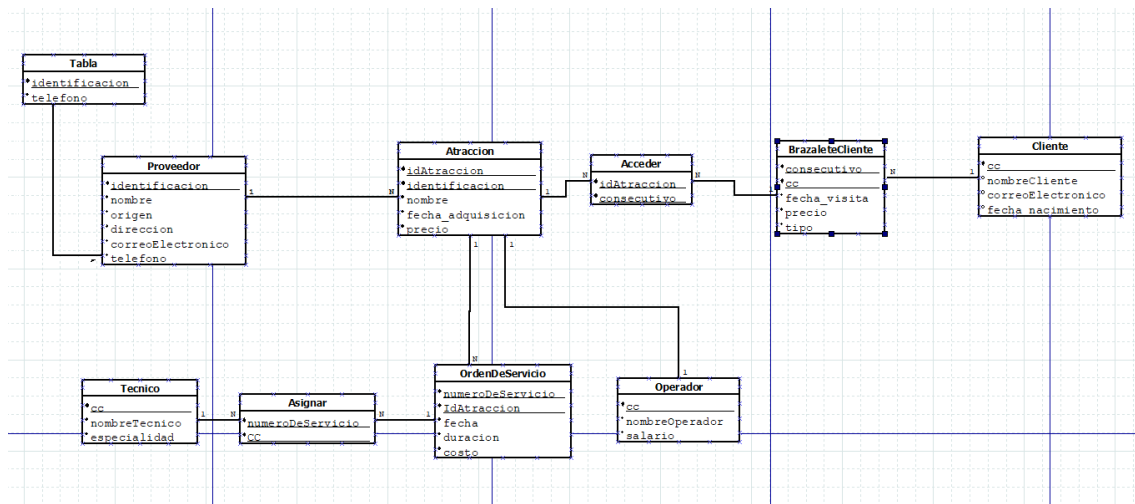 Tabla
identificacion
telefono
Proveedor
identificacion
nombre
origen
direccion
correoElectronico
telefono
1
N
Atraccion
idAtraccion
identificacion
nombre
fecha_adquisicion
precio
1
N
Acceder
idAtraccion
consecutivo
N
1
BrazaleteCliente
consecutivo
cc
fecha_visita
precio
tipo
N
1
Cliente
cc
nombreCliente
correoElectronico
fecha_nacimiento
1
1
N
1
Tecnico
cc
nombreTecnico
especialidad
1
N
Asignar
numeroDeServicio
CC
N
1
OrdenDeServicio
numeroDeServicio
IdAtraccion
fecha
duracion
costo
Operador
cc
nombreOperador
salario